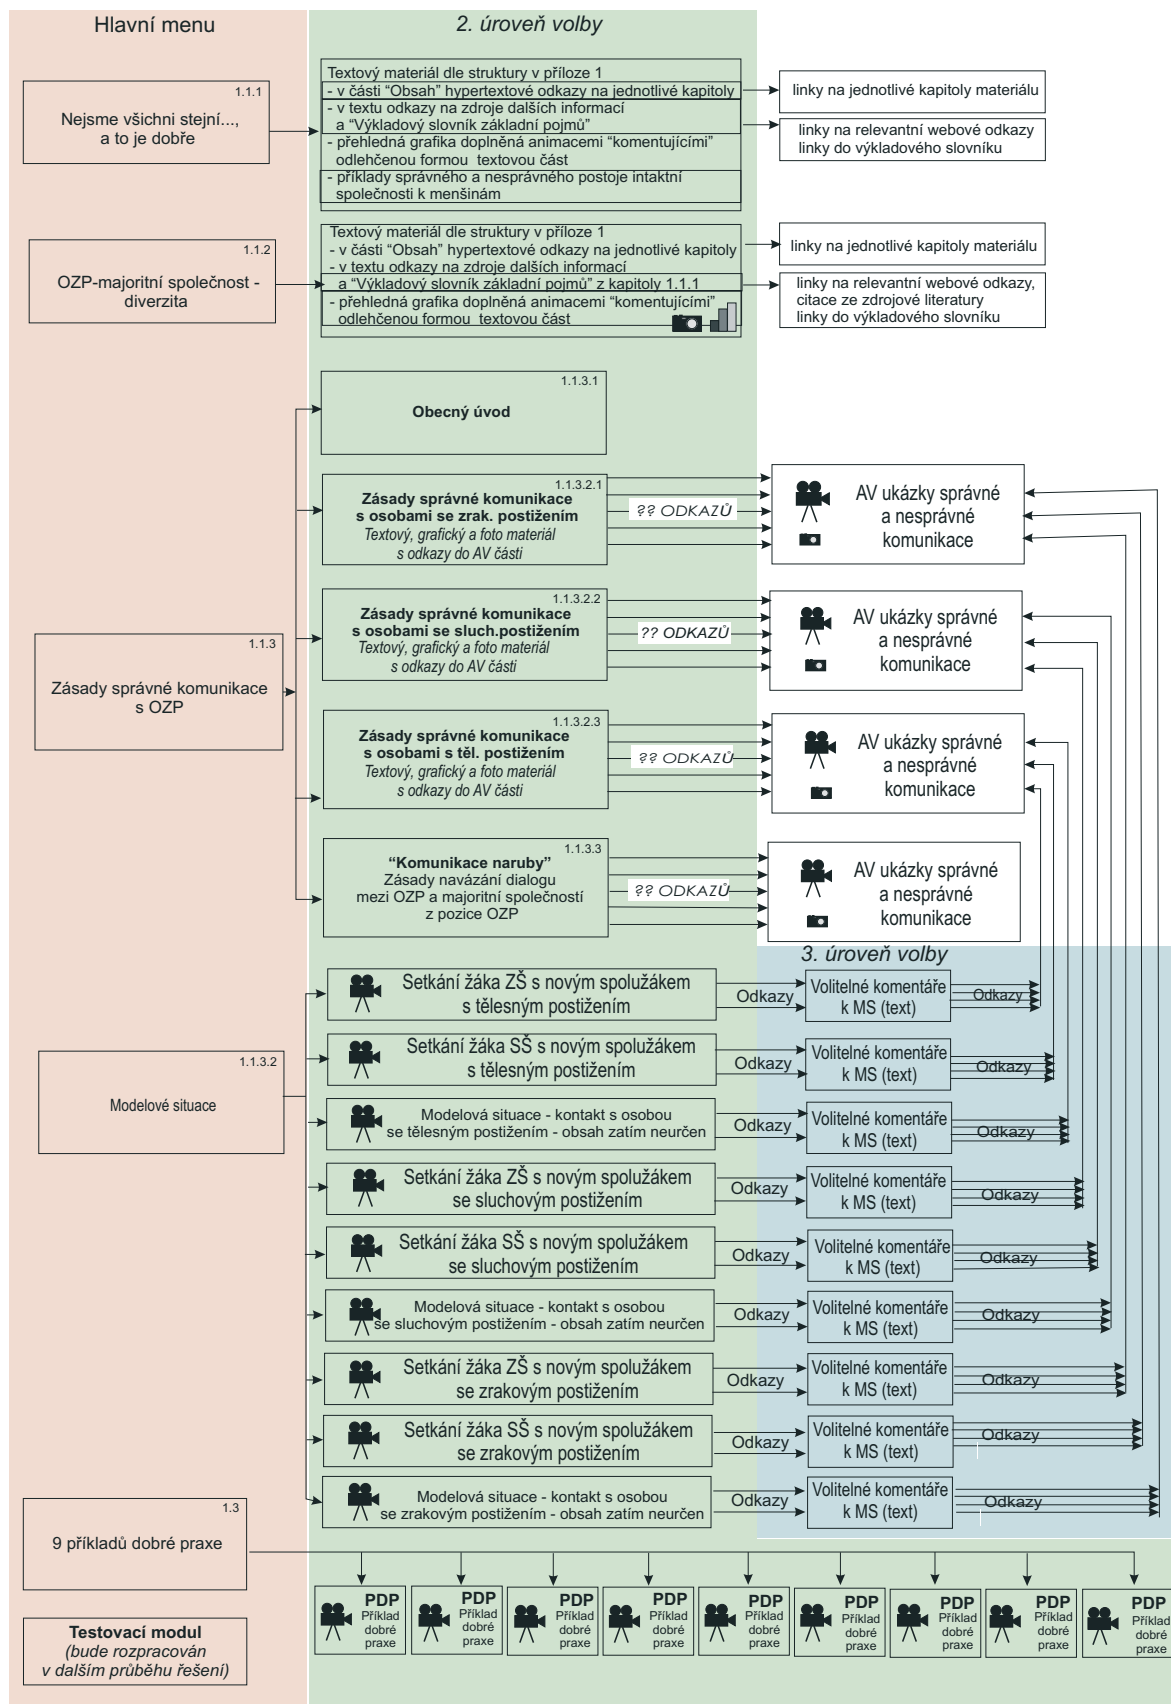 Hlavní menu
2. úroveň volby
1.1.1
Nejsme všichni stejní...,
a to je dobře
Textový materiál dle struktury v příloze 1
- v části “Obsah” hypertextové odkazy na jednotlivé kapitoly
- v textu odkazy na zdroje dalších informací
a “Výkladový slovník základní pojmů”
- přehledná grafika doplněná animacemi “komentujícími”
odlehčenou formou textovou část
- příklady správného a nesprávného postoje intaktní
společnosti k menšinám
linky na jednotlivé kapitoly materiálu
linky na relevantní webové odkazy
linky do výkladového slovníku
1.1.2
OZP-majoritní společnost -
diverzita
Textový materiál dle struktury v příloze 1
- v části “Obsah” hypertextové odkazy na jednotlivé kapitoly
- v textu odkazy na zdroje dalších informací
a “Výkladový slovník základní pojmů” z kapitoly 1.1.1
- přehledná grafika doplněná animacemi “komentujícími”
odlehčenou formou textovou část
linky na jednotlivé kapitoly materiálu
linky na relevantní webové odkazy,
citace ze zdrojové literatury
linky do výkladového slovníku
1.1.3
Zásady správné komunikace
s OZP
1.1.3.1
Obecný úvod
1.1.3.2.1
Zásady správné komunikace
s osobami se zrak. postižením
Textový, grafický a foto materiál
s odkazy do AV části
?? ODKAZŮ
AV ukázky správné
a nesprávné
komunikace
1.1.3.2.2
Zásady správné komunikace
s osobami se sluch.postižením
Textový, grafický a foto materiál
s odkazy do AV části
?? ODKAZŮ
AV ukázky správné
a nesprávné
komunikace
1.1.3.2.3
Zásady správné komunikace
s osobami s těl. postižením
Textový, grafický a foto materiál
s odkazy do AV části
?? ODKAZŮ
AV ukázky správné
a nesprávné
komunikace
1.1.3.3
“Komunikace naruby”
Zásady navázání dialogu
mezi OZP a majoritní společností
z pozice OZP
?? ODKAZŮ
AV ukázky správné
a nesprávné
komunikace
3. úroveň volby
1.1.3.2
Modelové situace
Setkání žáka ZŠ s novým spolužákem
s tělesným postižením
Odkazy
Volitelné komentáře
k MS (text)
Odkazy
Setkání žáka SŠ s novým spolužákem
s tělesným postižením
Odkazy
Volitelné komentáře
k MS (text)
Odkazy
Modelová situace - kontakt s osobou
se tělesným postižením - obsah zatím neurčen
Odkazy
Volitelné komentáře
k MS (text)
Odkazy
Setkání žáka ZŠ s novým spolužákem
se sluchovým postižením
Odkazy
Volitelné komentáře
k MS (text)
Odkazy
Setkání žáka SŠ s novým spolužákem
se sluchovým postižením
Odkazy
Volitelné komentáře
k MS (text)
Odkazy
Modelová situace - kontakt s osobou
se sluchovým postižením - obsah zatím neurčen
Odkazy
Volitelné komentáře
k MS (text)
Odkazy
Setkání žáka ZŠ s novým spolužákem
se zrakovým postižením
Odkazy
Volitelné komentáře
k MS (text)
Odkazy
Setkání žáka SŠ s novým spolužákem
se zrakovým postižením
Odkazy
Volitelné komentáře
k MS (text)
Odkazy
Modelová situace - kontakt s osobou
se zrakovým postižením - obsah zatím neurčen
Odkazy
Volitelné komentáře
k MS (text)
Odkazy
1.3
9 příkladů dobré praxe
PDP
Příklad
dobré
praxe
PDP
Příklad
dobré
praxe
PDP
Příklad
dobré
praxe
PDP
Příklad
dobré
praxe
PDP
Příklad
dobré
praxe
PDP
Příklad
dobré
praxe
PDP
Příklad
dobré
praxe
PDP
Příklad
dobré
praxe
PDP
Příklad
dobré
praxe
Testovací modul
(bude rozpracován
v dalším průběhu řešení)